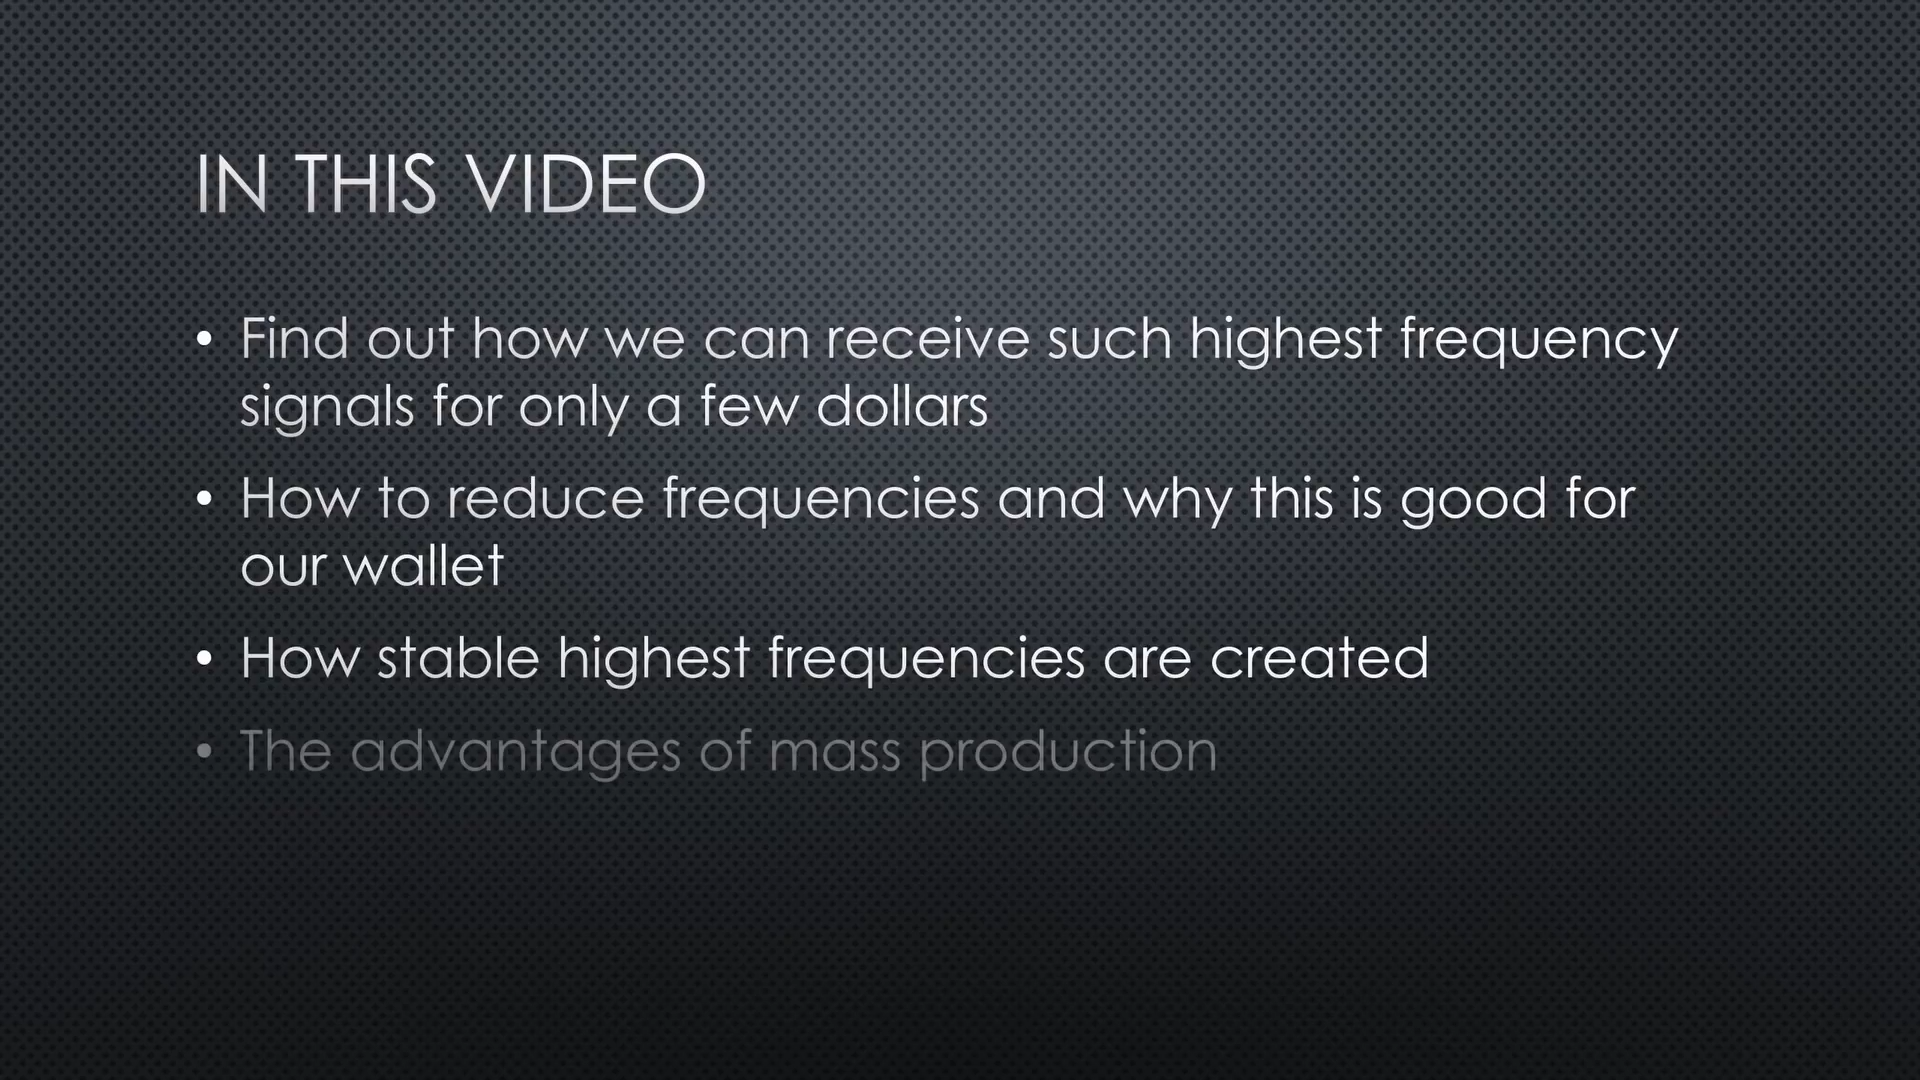 IN THIS VIDEO
• Find out how we can receive such highest frequency
signals for only a few dollars
• How to reduce frequencies and why this is good for
our wallet
• How stable highest frequencies are created
• The advantages of mass production